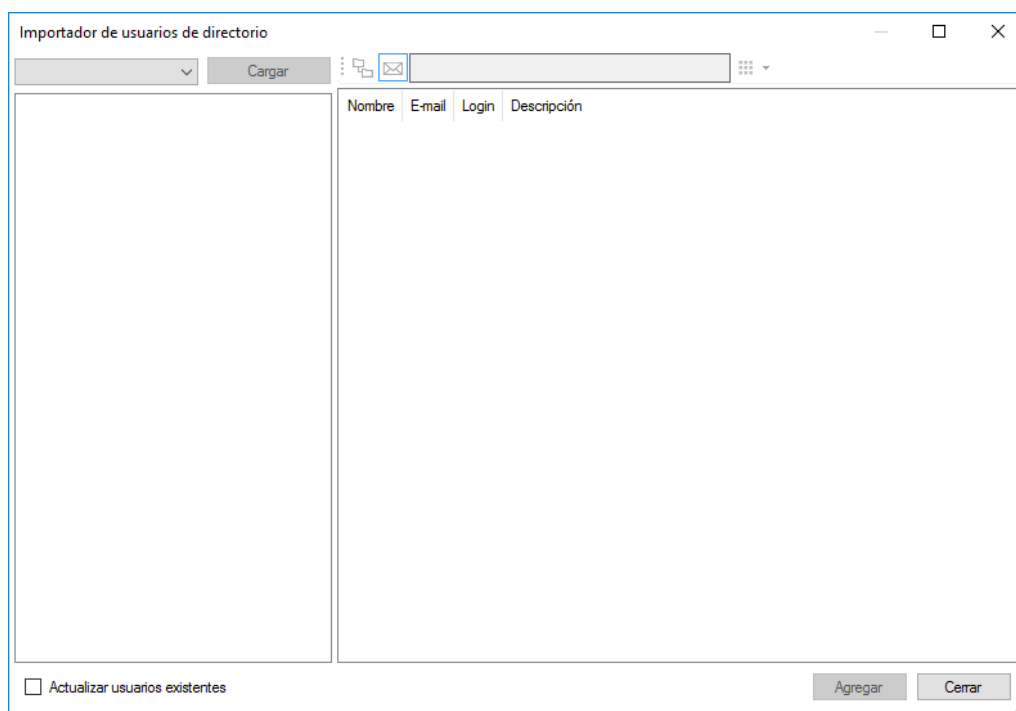 Importador de usuarios de directorio
Cargar
Nombre E-mail Login Descripción
Actualizar usuarios existentes
Agregar Cerrar